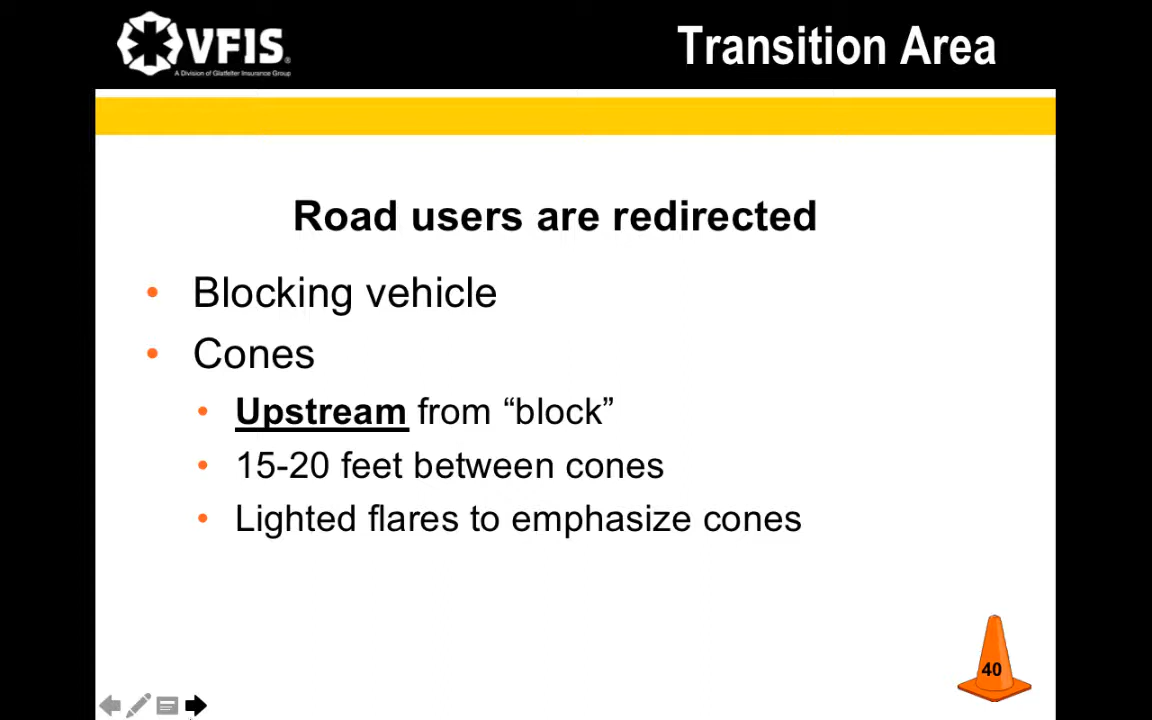 VFIS®
A Division of Glatfelter Insurance Group
Transition Area
Road users are redirected
• Blocking vehicle
• Cones
• Upstream from “block”
• 15-20 feet between cones
• Lighted flares to emphasize cones
40